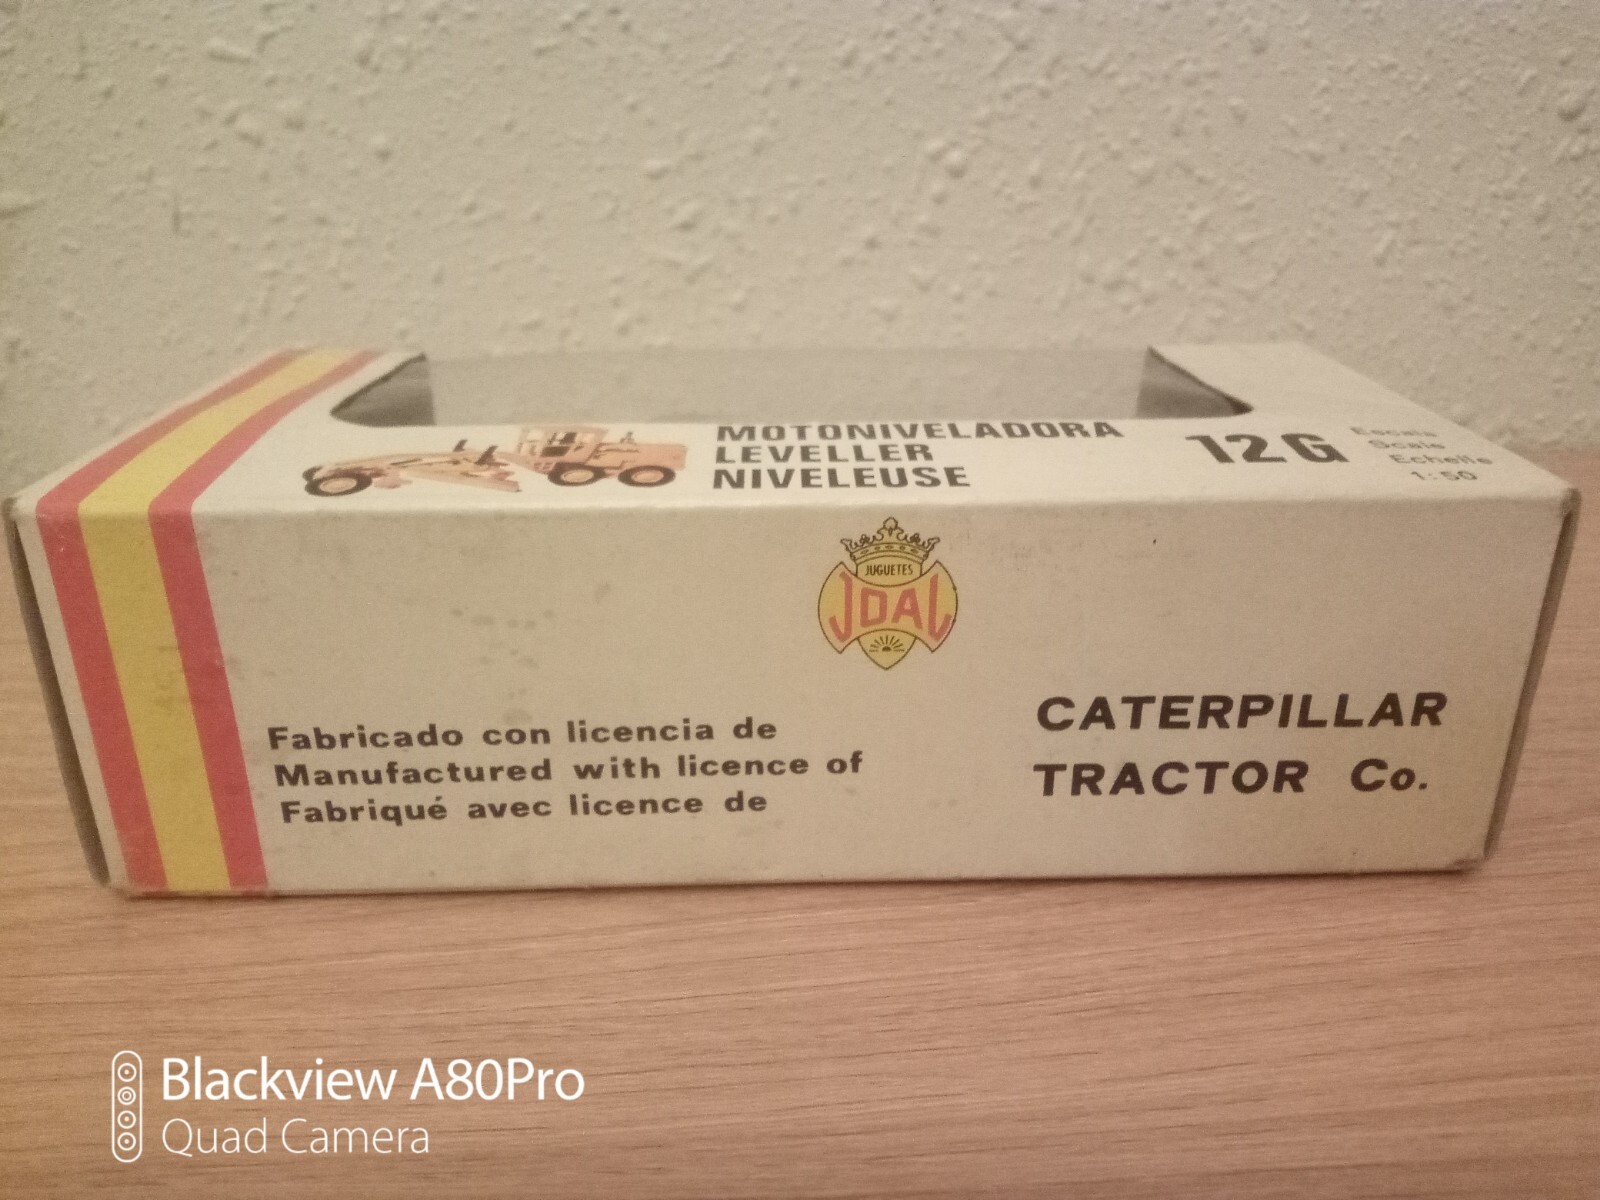 MOTONIVELADORA
LEVELLER
NIVELEUSE
12G
Escala
Scale
Echelle
1:50
JUGUETES
JOAL
Fabricado con licencia de
Manufactured with licence of
Fabriqué avec licence de
CATERPILLAR
TRACTOR Co.
Blackview A80Pro
Quad Camera